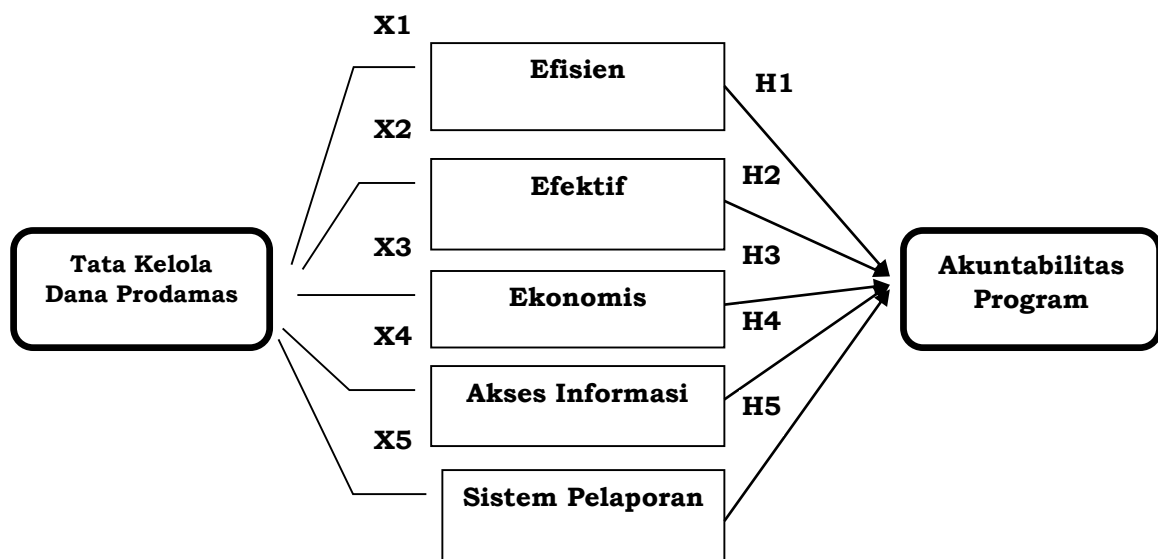 X1
Efisien
H1
X2
Efektif
H2
X3
H3
Tata Kelola
Dana Prodamas
Ekonomis
Akuntabilitas
Program
X4
H4
Akses Informasi
H5
X5
Sistem Pelaporan